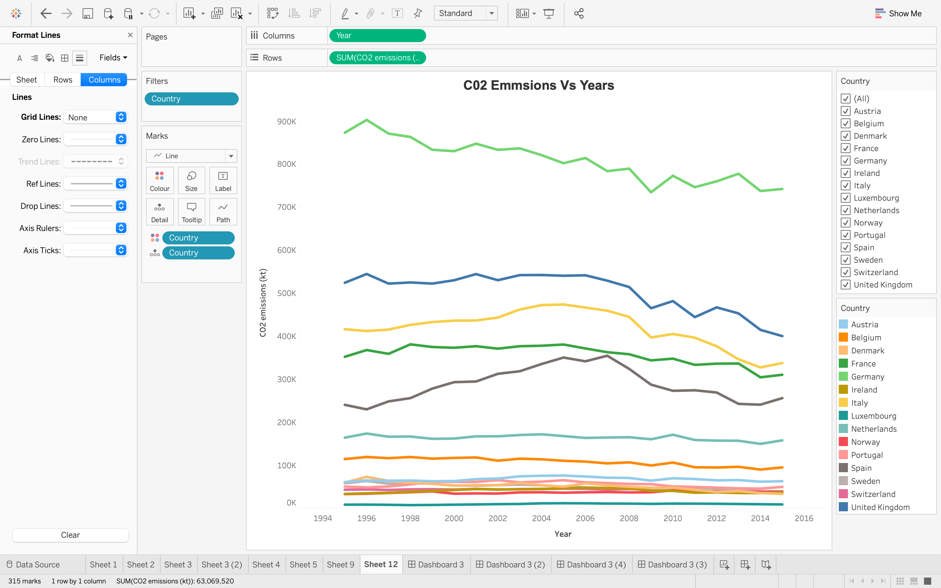 Standard
Show Me
Format Lines
Fields
Sheet
Rows
Columns
Lines
Grid Lines: None
Zero Lines:
Trend Lines:
Ref Lines:
Drop Lines:
Axis Rulers:
Axis Ticks:
Clear
Pages
Filters
Country
Marks
Line
Colour
Size
Label
Detail
Tooltip
Path
Country
Country
Columns
Year
Rows
SUM(CO2 emissions (..
C02 Emmsions Vs Years
900K
800K
700K
600K
500K
400K
300K
200K
100K
0K
CO2 emissions (kt)
1994 1996 1998 2000 2002 2004 2006 2008 2010 2012 2014 2016
Year
Country
(All)
Austria
Belgium
Denmark
France
Germany
Ireland
Italy
Luxembourg
Netherlands
Norway
Portugal
Spain
Sweden
Switzerland
United Kingdom
Country
Austria
Belgium
Denmark
France
Germany
Ireland
Italy
Luxembourg
Netherlands
Norway
Portugal
Spain
Sweden
Switzerland
United Kingdom
Data Source Sheet 1 Sheet 2 Sheet 3 Sheet 3 (2) Sheet 4 Sheet 5 Sheet 9 Sheet 12 Dashboard 3 Dashboard 3 (2) Dashboard 3 (4) Dashboard 3 (3)
315 marks 1 row by 1 column SUM(CO2 emissions (kt)): 63,069,520